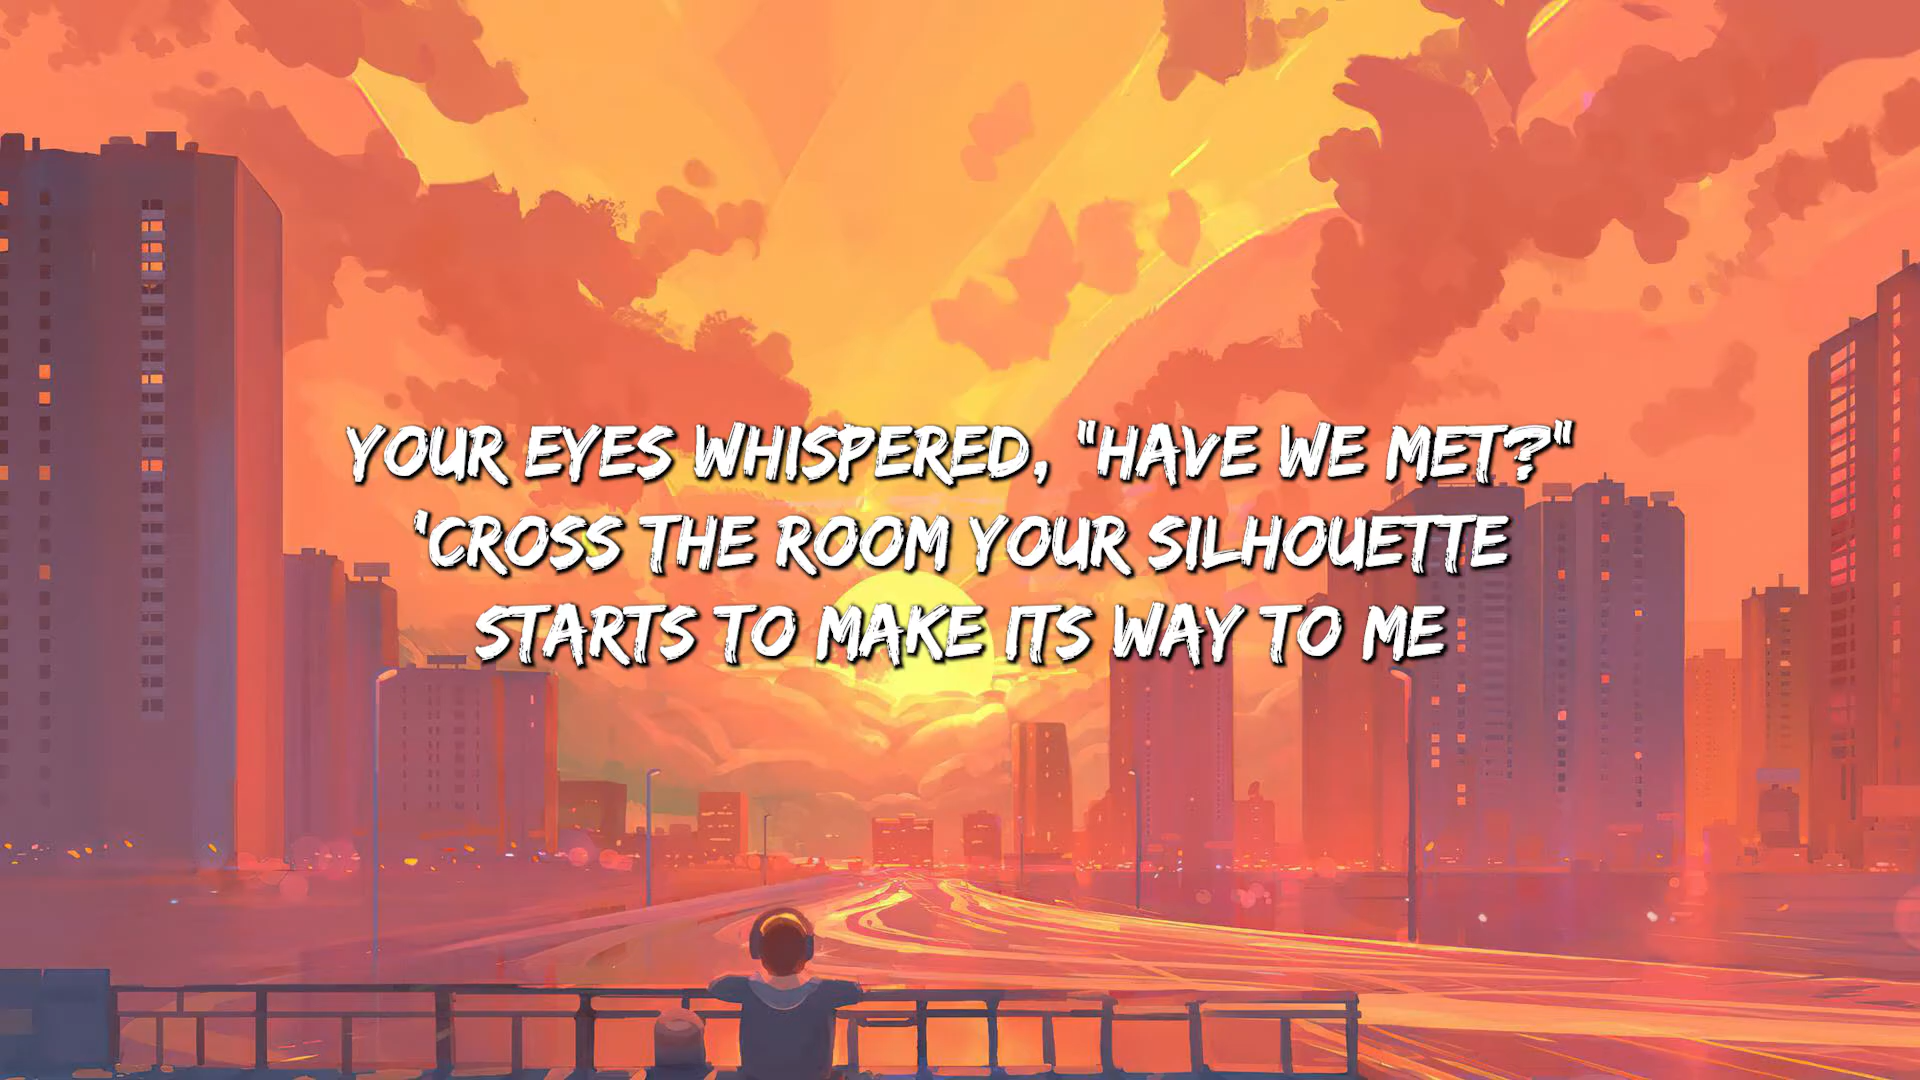 YOUR EYES WHISPERED, "HAVE WE MET?"
'CROSS THE ROOM YOUR SILHOUETTE
STARTS TO MAKE ITS WAY TO ME